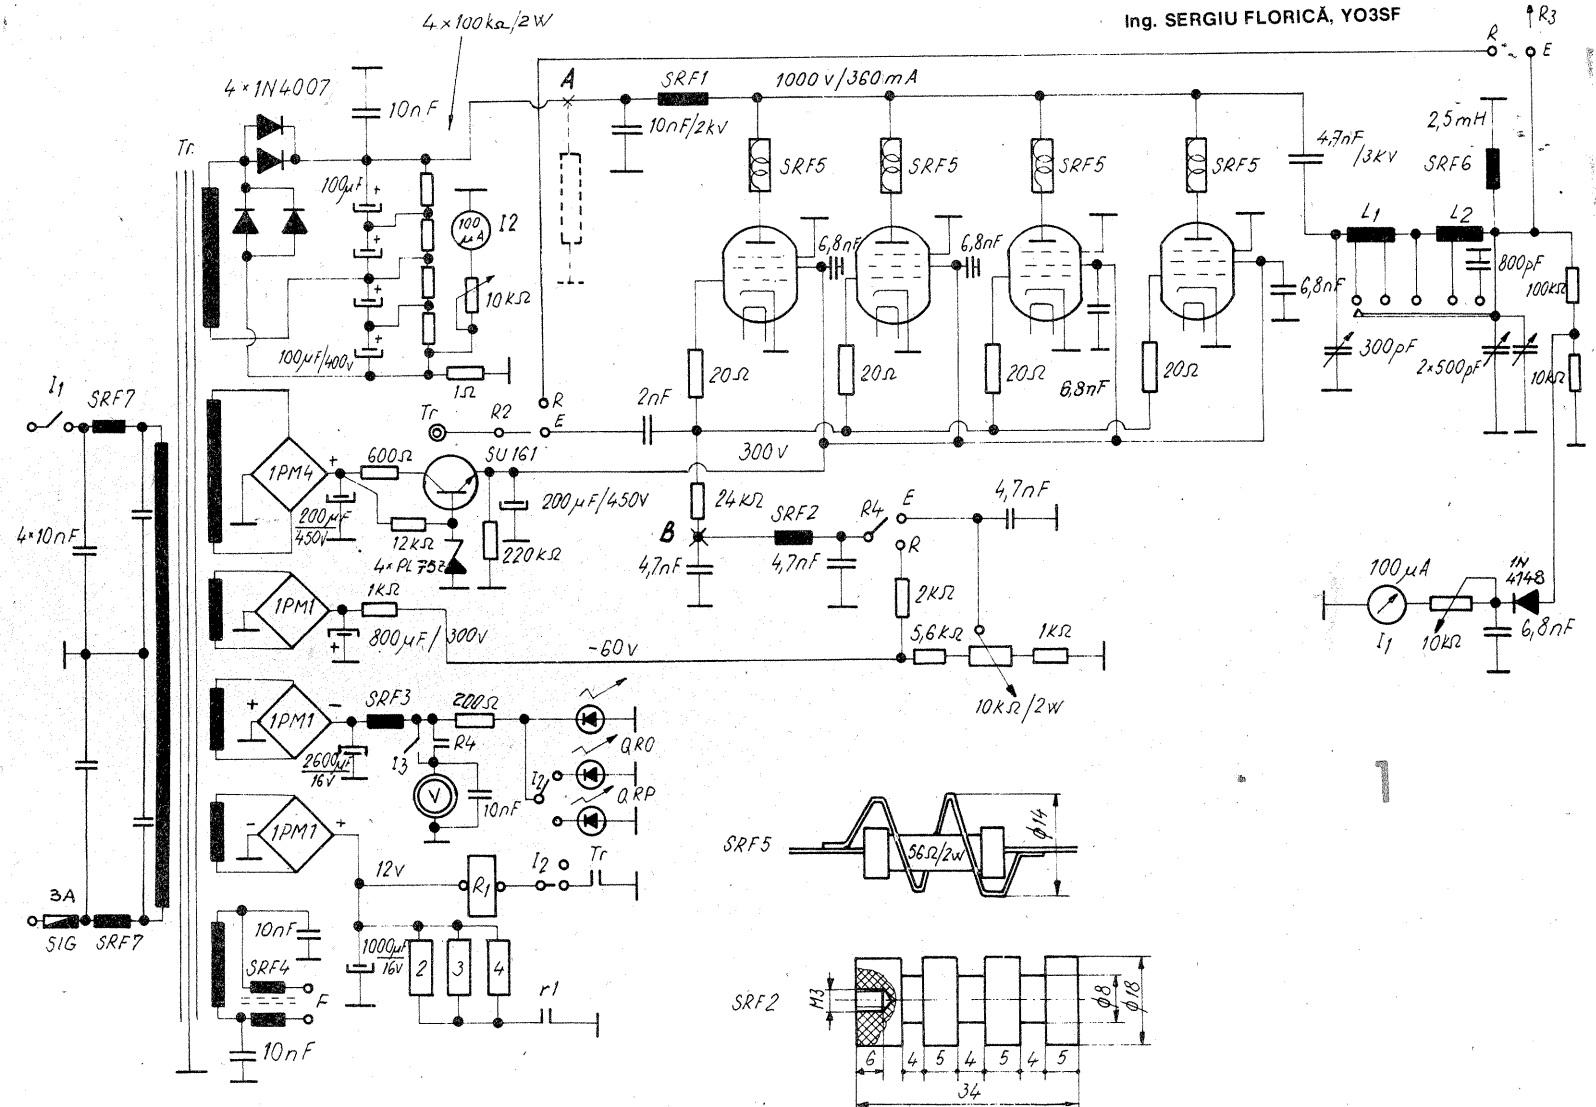 Ing. SERGIU FLORICĂ, YO3SF
4×100kΩ/2W
R3
R
E
4×1N4007
10nF
A
SRF1
1000V/360mA
10nF/2kV
2,5mH
SRF6
4,7nF
/3KV
Tr.
SRF5
SRF5
SRF5
SRF5
100µF
100
µA
I2
10kΩ
6,8nF
6,8nF
6,8nF
6,8nF
L1
L2
800pF
100kΩ
100µF/400V
1Ω
20Ω
20Ω
20Ω
20Ω
300pF
2×500pF
10kΩ
I1
SRF7
Tr
R2
R
E
2nF
300V
1PM4
+
600Ω
SU161
200µF
450V
200µF/450V
12kΩ
4×PL75Z
220kΩ
24kΩ
B
SRF2
R4
E
R
4,7nF
4,7nF
4,7nF
4×10nF
1PM1
1kΩ
800µF/300V
+
2kΩ
5,6kΩ
1kΩ
10kΩ/2W
-60V
100µA
I1
10kΩ
1N
4148
6,8nF
+
1PM1
-
SRF3
200Ω
2600µF
16V
I3
R4
V
10nF
I2
QRO
QRP
1
-
1PM1
+
12V
R1
I2
Tr
3A
SIG
SRF7
10nF
SRF4
F
10nF
1000µF
16V
2
3
4
r1
SRF5
56Ω/2W
φ14
SRF2
M3
φ8
φ18
6
4
5
4
5
4
5
34